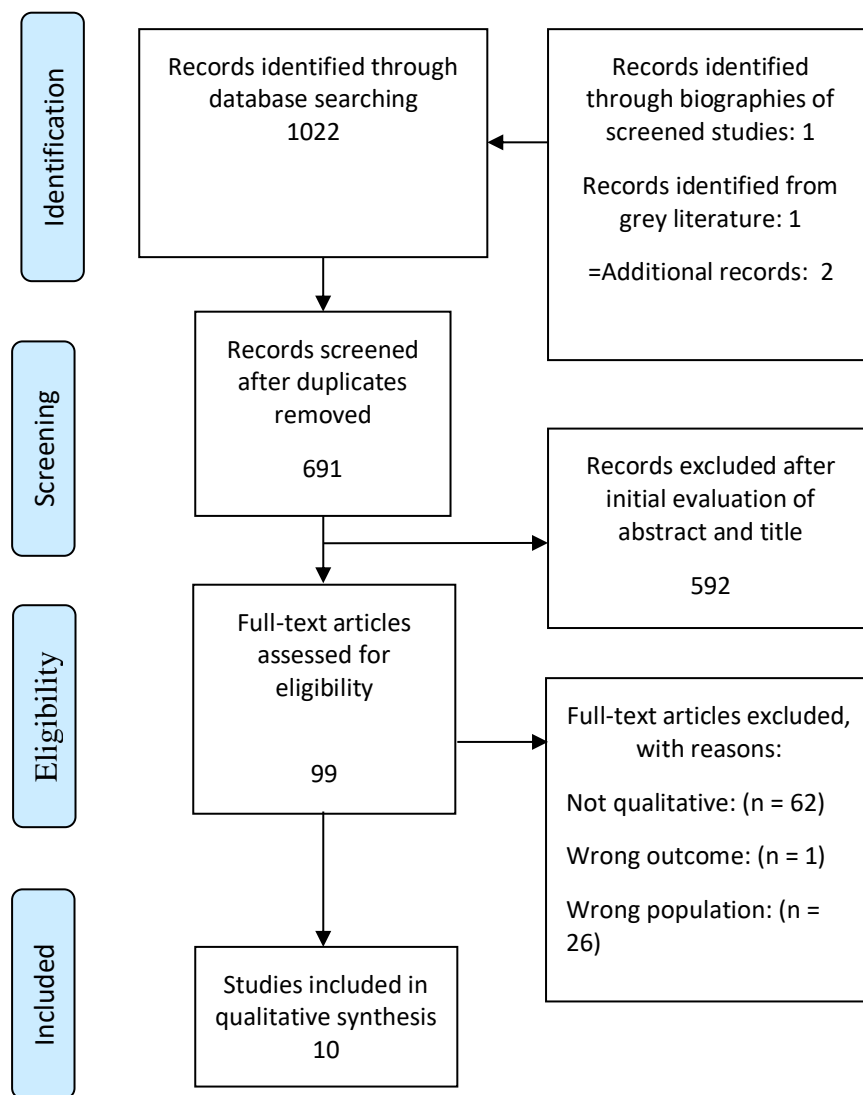 Identification
Records identified through
database searching
1022
Records identified
through biographies of
screened studies: 1
Records identified from
grey literature: 1
=Additional records: 2
Screening
Records screened
after duplicates
removed
691
Records excluded after
initial evaluation of
abstract and title
592
Eligibility
Full-text articles
assessed for
eligibility
99
Full-text articles excluded,
with reasons:
Not qualitative: (n = 62)
Wrong outcome: (n = 1)
Wrong population: (n =
26)
Included
Studies included in
qualitative synthesis
10